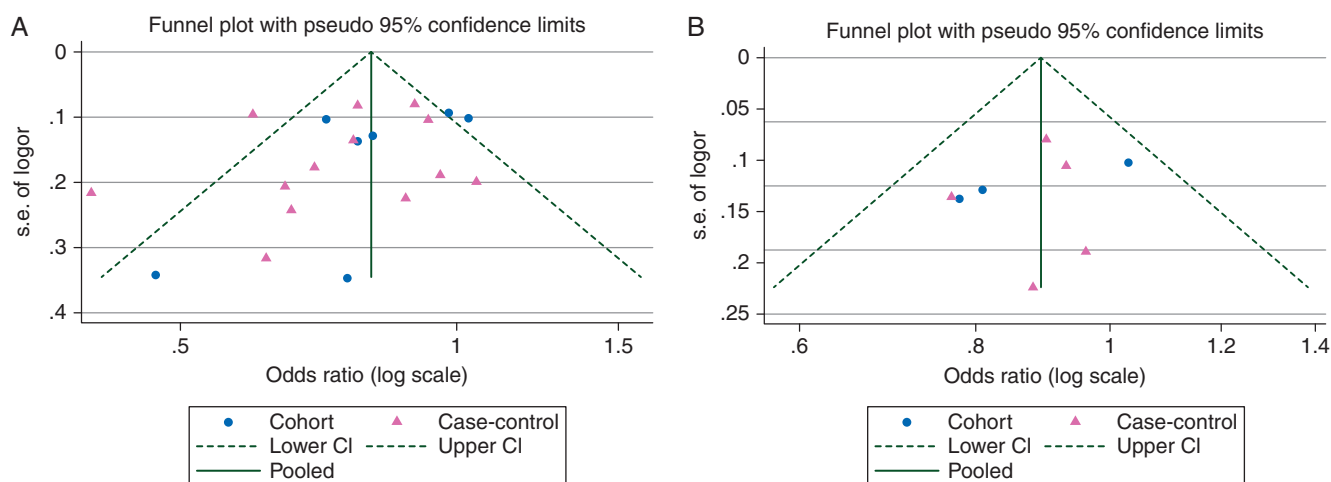 A
Funnel plot with pseudo 95% confidence limits
0
.1
.2
.3
.4
s.e. of logor
.5
1
1.5
Odds ratio (log scale)
Cohort
Case-control
Lower CI
Upper CI
Pooled
B
Funnel plot with pseudo 95% confidence limits
0
.05
.1
.15
.2
.25
s.e. of logor
.6
.8
1
1.2
1.4
Odds ratio (log scale)
Cohort
Case-control
Lower CI
Upper CI
Pooled